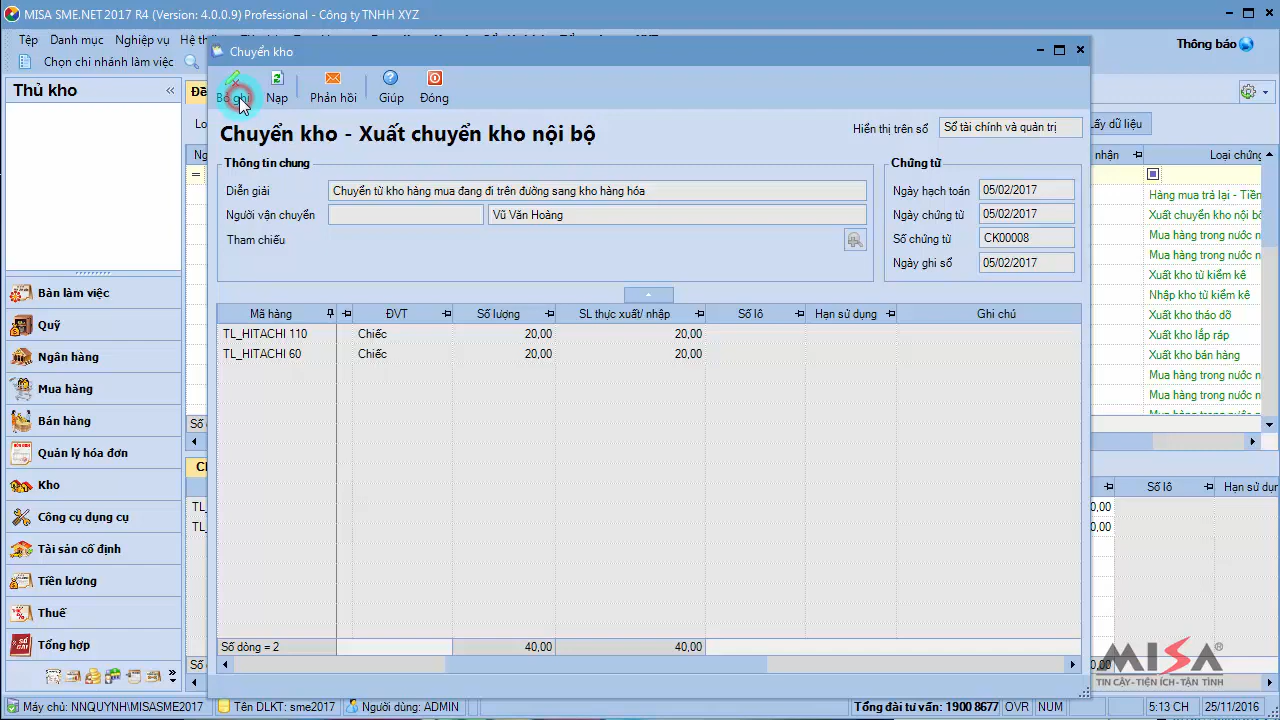 MISA SME.NET 2017 R4 (Version: 4.0.0.9) Professional - Công ty TNHH XYZ
Tệp Danh mục Nghiệp vụ Hệ
Thông báo
Chọn chi nhánh làm việc
Chuyển kho
Thủ kho
Bỏ ghi Nạp Phản hồi Giúp Đóng
Lấy dữ liệu
Chuyển kho - Xuất chuyển kho nội bộ
Hiển thị trên sổ Sổ tài chính và quản trị
Thông tin chung
Chứng từ
nhận Loại chứng
Diễn giải Chuyển từ kho hàng mua đang đi trên đường sang kho hàng hóa
Ngày hạch toán 05/02/2017
Người vận chuyển Vũ Văn Hoàng
Ngày chứng từ 05/02/2017
Tham chiếu
Số chứng từ CK00008
Ngày ghi sổ 05/02/2017
Hàng mua trả lại - Tiền
Xuất chuyển kho nội bộ
Mua hàng trong nước n
Mua hàng trong nước n
Xuất kho từ kiểm kê
Nhập kho từ kiểm kê
Xuất kho tháo dỡ
Xuất kho lắp ráp
Xuất kho bán hàng
Mua hàng trong nước n
Mua hàng trong nước n
Mua hàng trong nước n
Mã hàng ĐVT Số lượng SL thực xuất/ nhập Số lô Hạn sử dụng Ghi chú
TL_HITACHI 110 Chiếc 20,00 20,00
TL_HITACHI 60 Chiếc 20,00 20,00
Số dòng = 2 40,00 40,00
Bàn làm việc
Quỹ
Ngân hàng
Mua hàng
Bán hàng
Quản lý hóa đơn
Kho
Công cụ dụng cụ
Tài sản cố định
Tiền lương
Thuế
Tổng hợp
Số lô Hạn sử dụn
MISA®
TIN CẬY - TIỆN ÍCH - TẬN TÌNH
Máy chủ: NNQUYNH\MISASME2017 Tên DLKT: sme2017 Người dùng: ADMIN Tổng đài tư vấn: 1900 8677 OVR NUM 5:13 CH 25/11/2016